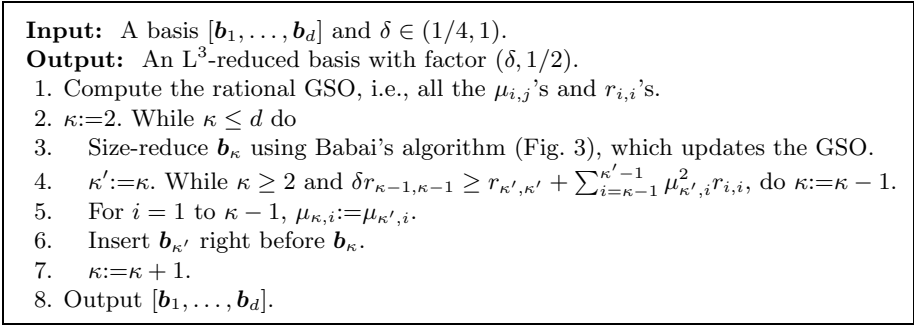 Input: A basis [b₁, . . . , b_d] and δ ∈ (1/4, 1).
Output: An L³-reduced basis with factor (δ, 1/2).
1. Compute the rational GSO, i.e., all the μ_{i,j}'s and r_{i,i}'s.
2. κ:=2. While κ ≤ d do
3. Size-reduce b_κ using Babai's algorithm (Fig. 3), which updates the GSO.
4. κ′:=κ. While κ ≥ 2 and δr_{κ−1,κ−1} ≥ r_{κ′,κ′} + ∑_{i=κ−1}^{κ′−1} μ²_{κ′,i} r_{i,i}, do κ:=κ − 1.
5. For i = 1 to κ − 1, μ_{κ,i}:=μ_{κ′,i}.
6. Insert b_{κ′} right before b_κ.
7. κ:=κ + 1.
8. Output [b₁, . . . , b_d].